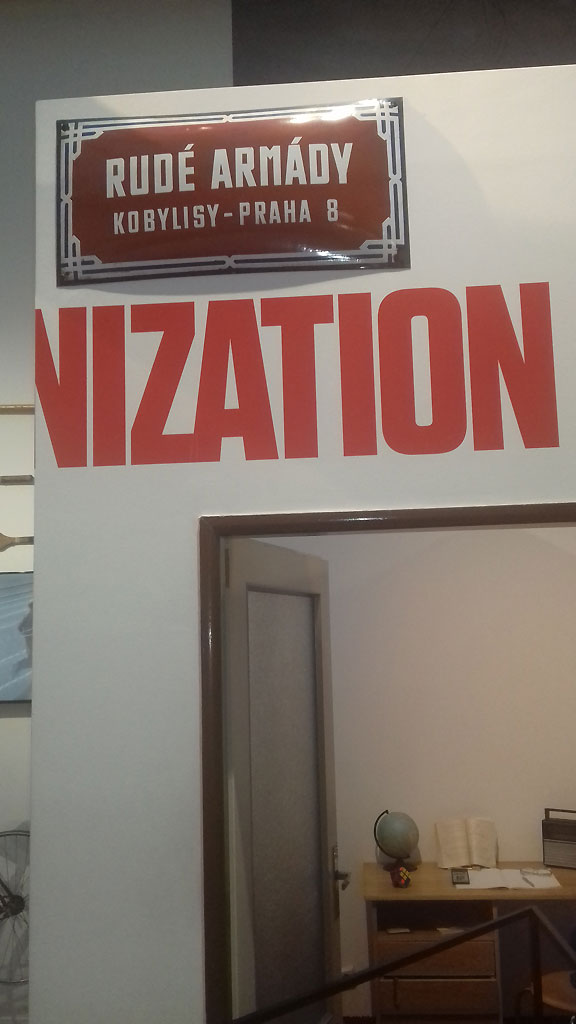 RUDÉ ARMÁDY
KOBYLISY-PRAHA 8
NIZATION